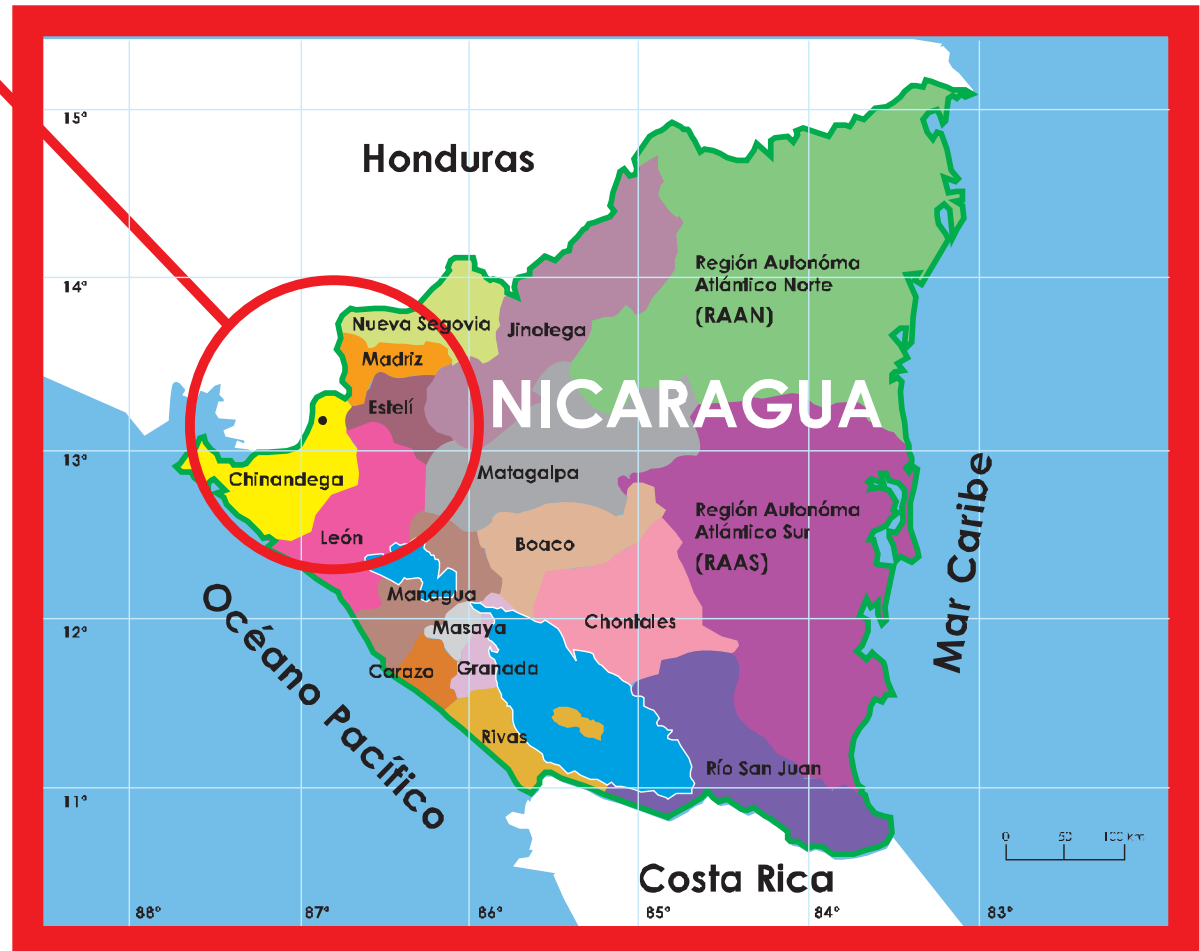 15°
Honduras
14°
Región Autonóma
Atlántico Norte
(RAAN)
Nueva Segovia
Jinotega
Madriz
Estelí
NICARAGUA
13°
Chinandega
Matagalpa
León
Boaco
Región Autonóma
Atlántico Sur
(RAAS)
Mar Caribe
Managua
12°
Masaya
Chontales
Carazo
Granada
Océano Pacífico
Rivas
Río San Juan
11°
0 50 100 Km
Costa Rica
88° 87° 86° 85° 84° 83°